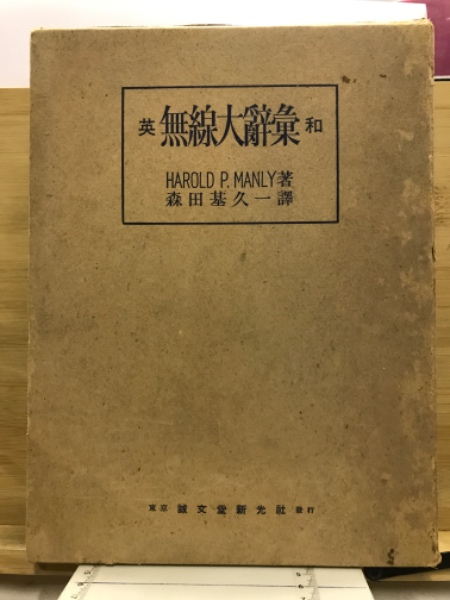 英 無線大辭彙 和
HAROLD P. MANLY著
森田基久一譯
東京 誠文堂新光社 發行